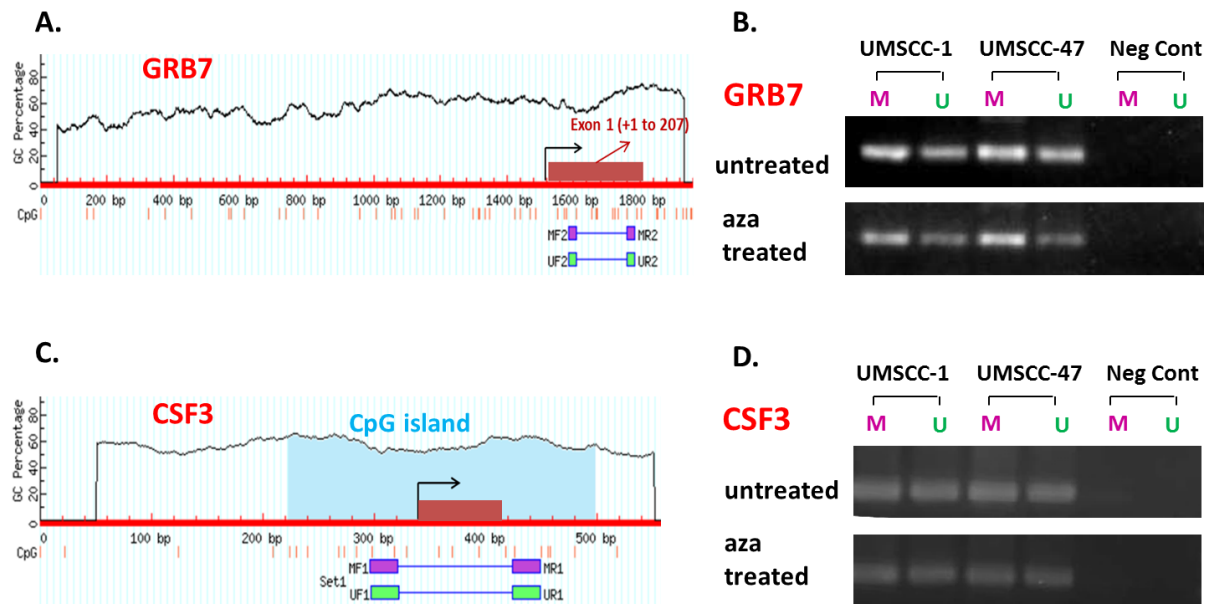 A.
GRB7
GC Percentage
0 20 40 60 80
Exon 1 (+1 to 207)
0 200 bp 400 bp 600 bp 800 bp 1000 bp 1200 bp 1400 bp 1600 bp 1800 bp
CpG
MF2 MR2
UF2 UR2
B.
UMSCC-1 UMSCC-47 Neg Cont
GRB7
M U M U M U
untreated
aza
treated
C.
CSF3
CpG island
GC Percentage
0 20 40 60 80
0 100 bp 200 bp 300 bp 400 bp 500 bp
CpG
MF1 MR1
Set1
UF1 UR1
D.
UMSCC-1 UMSCC-47 Neg Cont
CSF3
M U M U M U
untreated
aza
treated